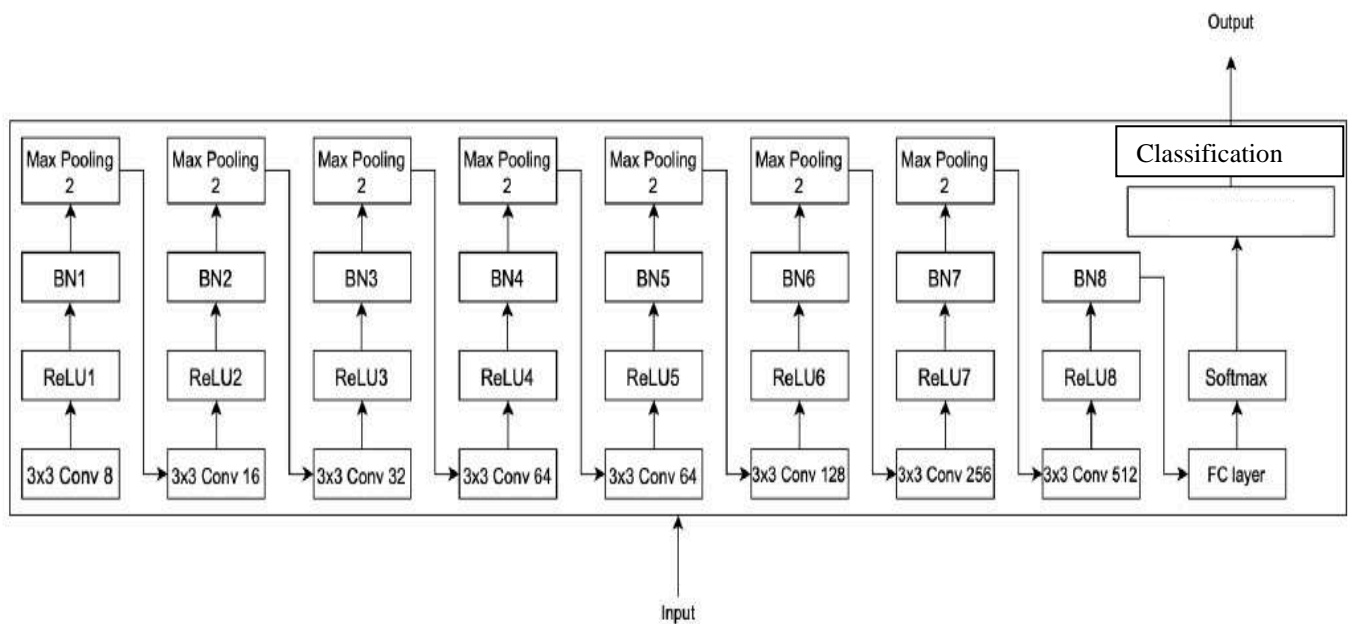 Output
Max Pooling
2
Max Pooling
2
Max Pooling
2
Max Pooling
2
Max Pooling
2
Max Pooling
2
Max Pooling
2
Classification
BN1
BN2
BN3
BN4
BN5
BN6
BN7
BN8
ReLU1
ReLU2
ReLU3
ReLU4
ReLU5
ReLU6
ReLU7
ReLU8
Softmax
3x3 Conv 8
3x3 Conv 16
3x3 Conv 32
3x3 Conv 64
3x3 Conv 64
3x3 Conv 128
3x3 Conv 256
3x3 Conv 512
FC layer
Input